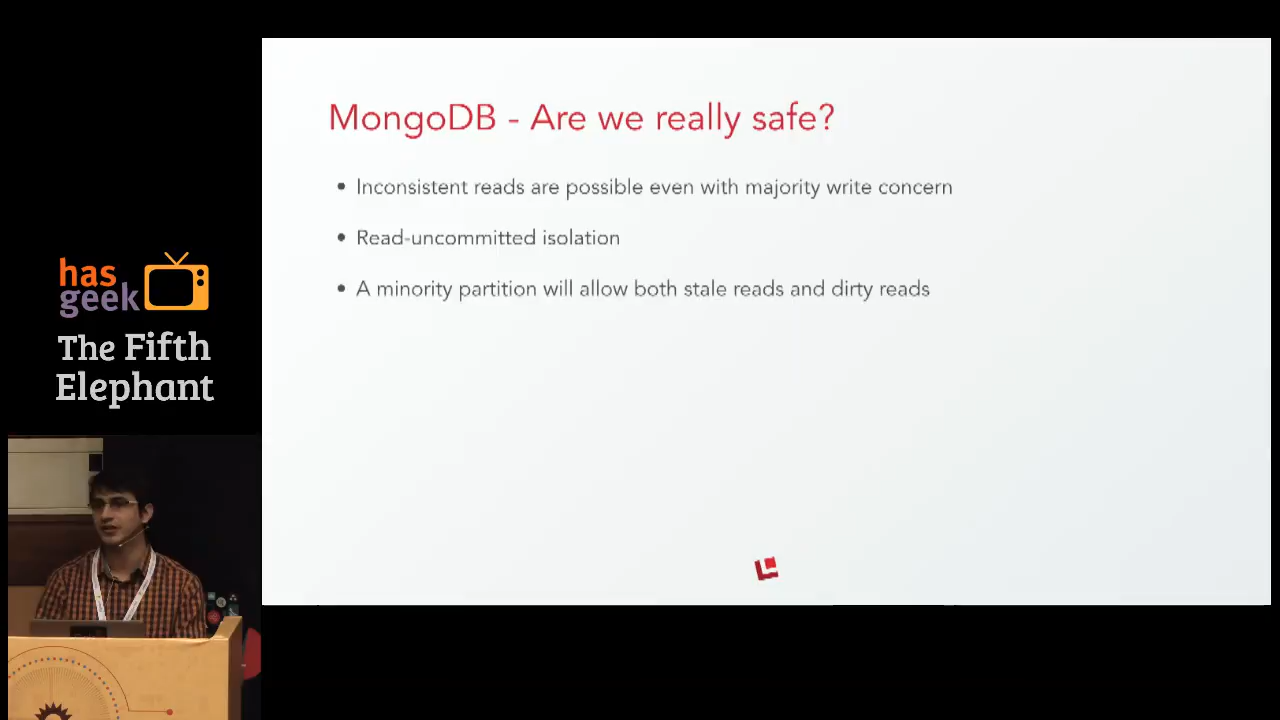 MongoDB - Are we really safe?
• Inconsistent reads are possible even with majority write concern
• Read-uncommitted isolation
• A minority partition will allow both stale reads and dirty reads
has
geek
The Fifth
Elephant